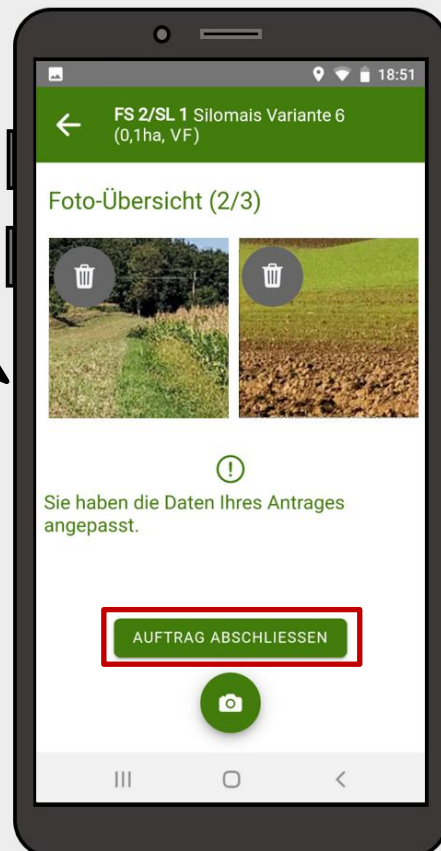 18:51
FS 2/SL 1 Silomais Variante 6
(0,1ha, VF)
Foto-Übersicht (2/3)
Sie haben die Daten Ihres Antrages
angepasst.
AUFTRAG ABSCHLIESSEN